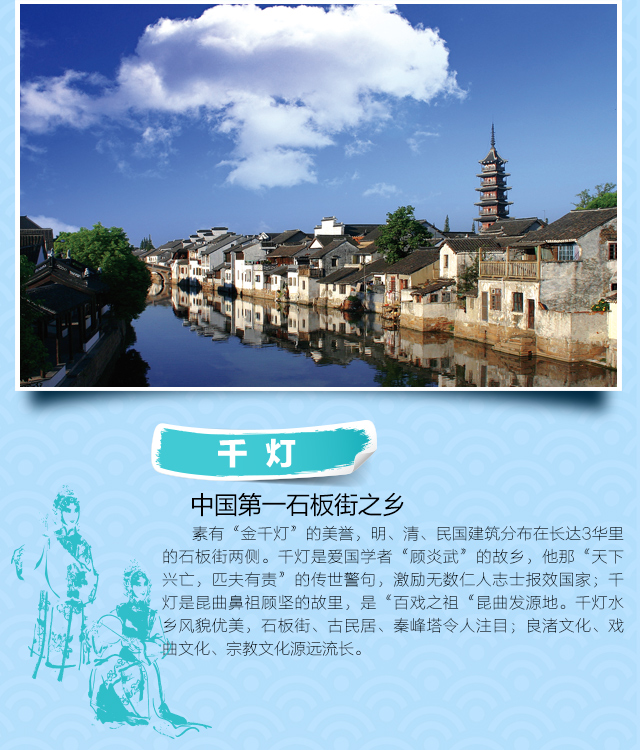 千灯
中国第一石板街之乡
素有“金千灯”的美誉，明、清、民国建筑分布在长达3华里
的石板街两侧。千灯是爱国学者“顾炎武”的故乡，他那“天下
兴亡，匹夫有责”的传世警句，激励无数仁人志士报效国家；千
灯是昆曲鼻祖顾坚的故里，是“百戏之祖“昆曲发源地。千灯水
乡风貌优美，石板街、古民居、秦峰塔令人注目；良渚文化、戏
曲文化、宗教文化源远流长。